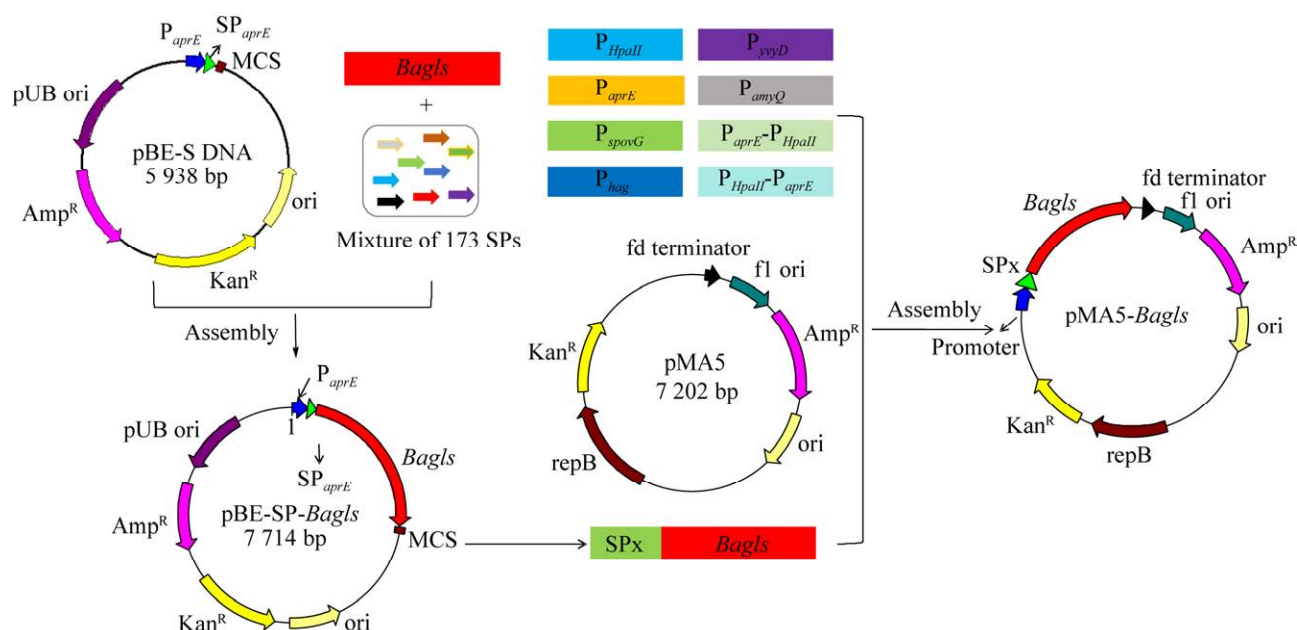 P_aprE
SP_aprE
MCS
pUB ori
pBE-S DNA
5 938 bp
Amp^R
ori
Kan^R
Bagls
+
Mixture of 173 SPs
Assembly
P_HpaII
P_yvyD
P_aprE
P_amyQ
P_spovG
P_aprE-P_HpaII
P_hag
P_HpaII-P_aprE
fd terminator
f1 ori
Amp^R
Kan^R
pMA5
7 202 bp
ori
repB
Assembly
fd terminator
f1 ori
Bagls
Amp^R
SPx
pMA5-Bagls
ori
Promoter
Kan^R
repB
P_aprE
1
pUB ori
Bagls
SP_aprE
Amp^R
pBE-SP-Bagls
7 714 bp
MCS
Kan^R
ori
SPx
Bagls